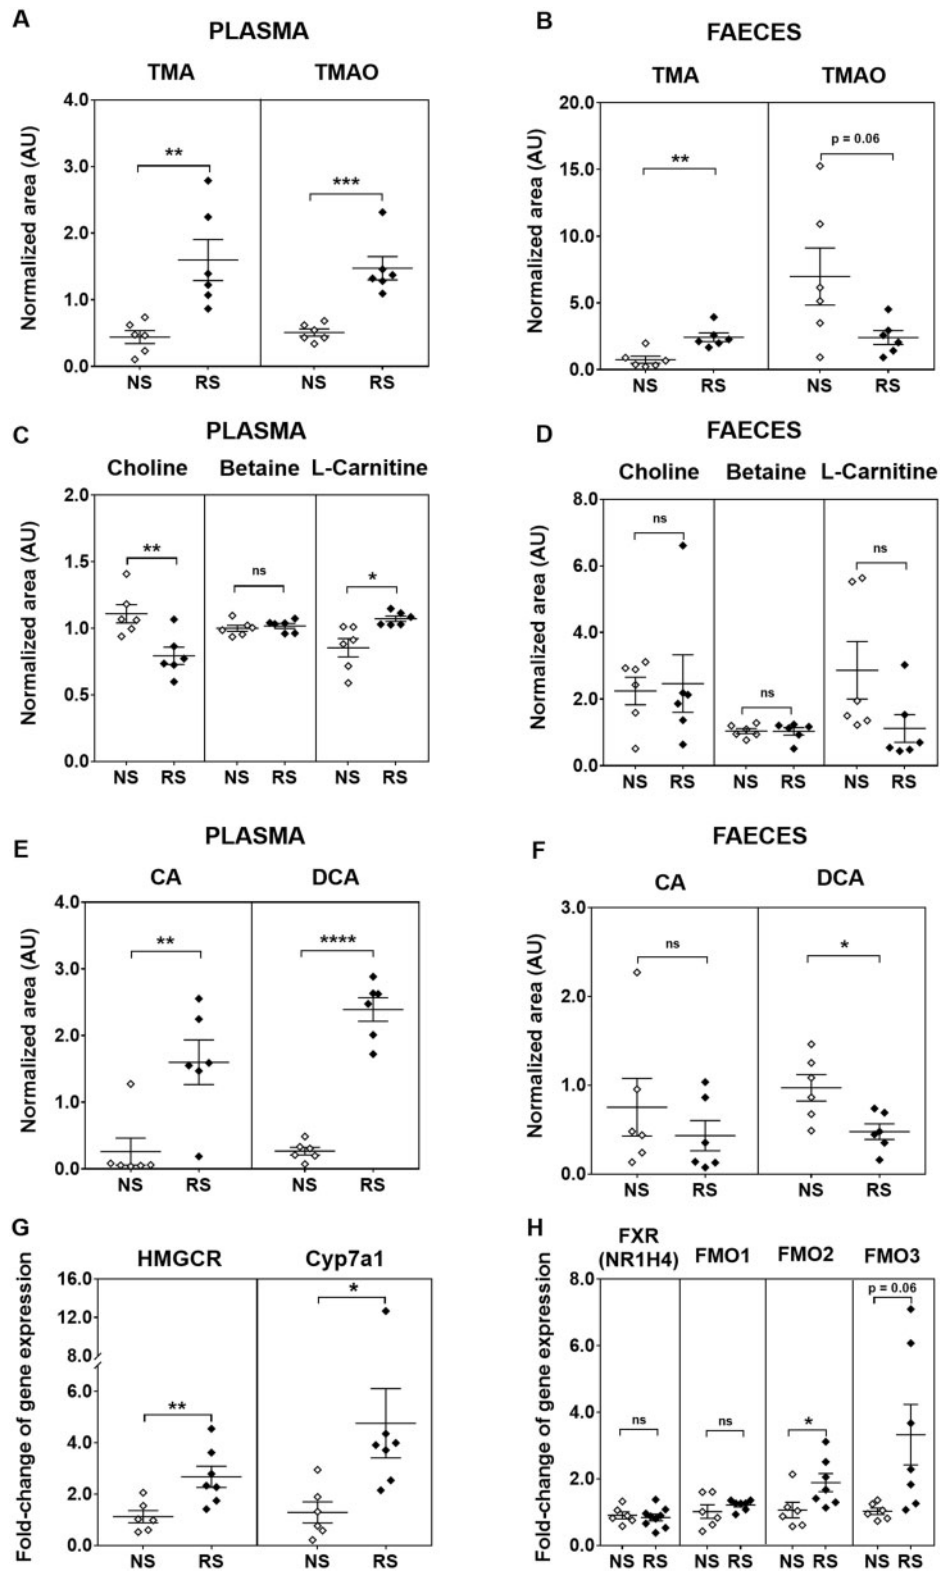 A
PLASMA
TMA TMAO
Normalized area (AU)
4.0
3.0
2.0
1.0
0.0
** ***
NS RS NS RS
B
FAECES
TMA TMAO
Normalized area (AU)
20.0
15.0
10.0
5.0
0.0
** p = 0.06
NS RS NS RS
C
PLASMA
Choline Betaine L-Carnitine
Normalized area (AU)
2.0
1.5
1.0
0.5
0.0
** ns *
NS RS NS RS NS RS
D
FAECES
Choline Betaine L-Carnitine
Normalized area (AU)
8.0
6.0
4.0
2.0
0.0
ns ns ns
NS RS NS RS NS RS
E
PLASMA
CA DCA
Normalized area (AU)
4.0
3.0
2.0
1.0
0.0
** ****
NS RS NS RS
F
FAECES
CA DCA
Normalized area (AU)
3.0
2.0
1.0
0.0
ns *
NS RS NS RS
G
HMGCR Cyp7a1
Fold-change of gene expression
16.0
12.0
8.0
6.0
4.0
2.0
0.0
** *
NS RS NS RS
H
FXR
(NR1H4) FMO1 FMO2 FMO3
Fold-change of gene expression
8.0
6.0
4.0
2.0
0.0
ns ns * p = 0.06
NS RS NS RS NS RS NS RS